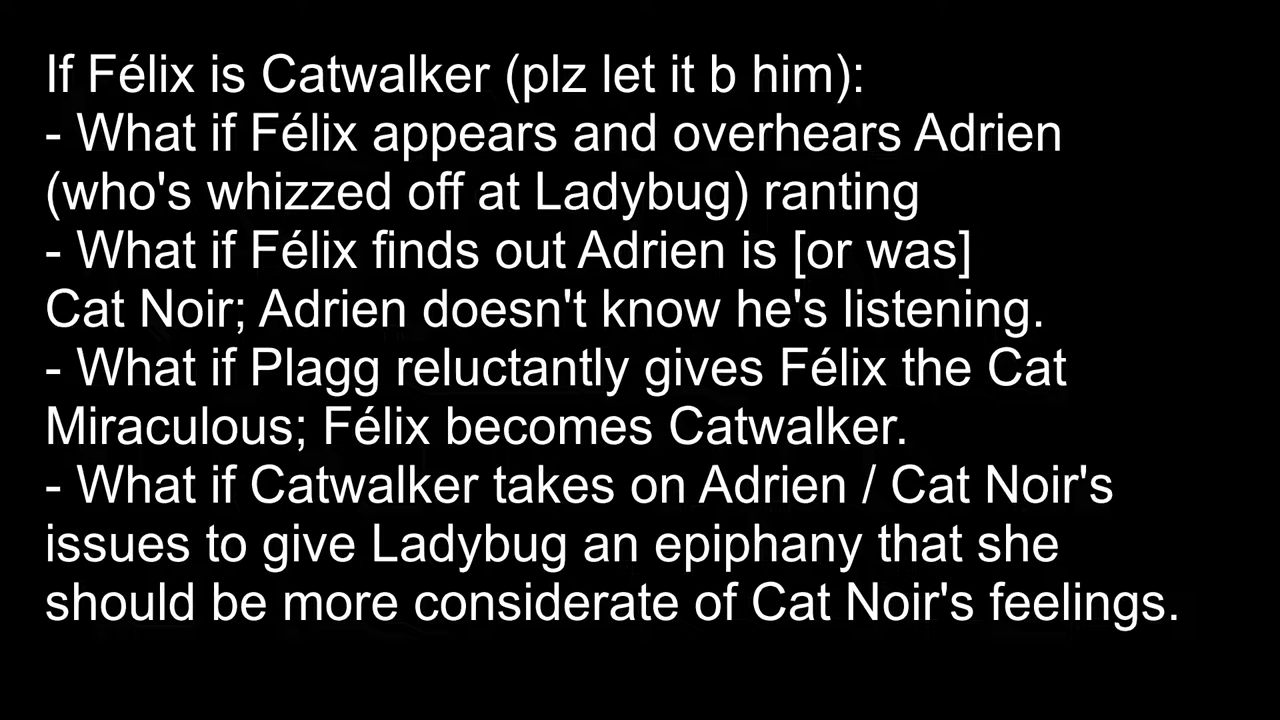 If Félix is Catwalker (plz let it b him):
- What if Félix appears and overhears Adrien
(who's whizzed off at Ladybug) ranting
- What if Félix finds out Adrien is [or was]
Cat Noir; Adrien doesn't know he's listening.
- What if Plagg reluctantly gives Félix the Cat
Miraculous; Félix becomes Catwalker.
- What if Catwalker takes on Adrien / Cat Noir's
issues to give Ladybug an epiphany that she
should be more considerate of Cat Noir's feelings.